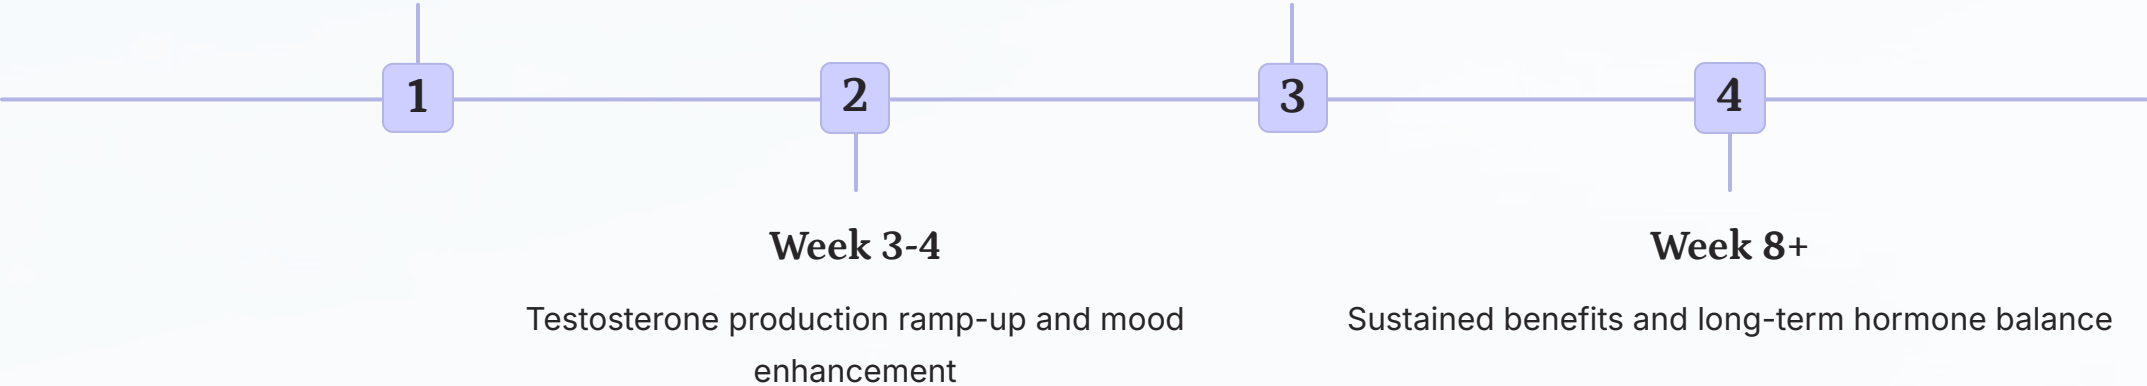 1
2
3
4
Week 3-4
Testosterone production ramp-up and mood
enhancement
Week 8+
Sustained benefits and long-term hormone balance